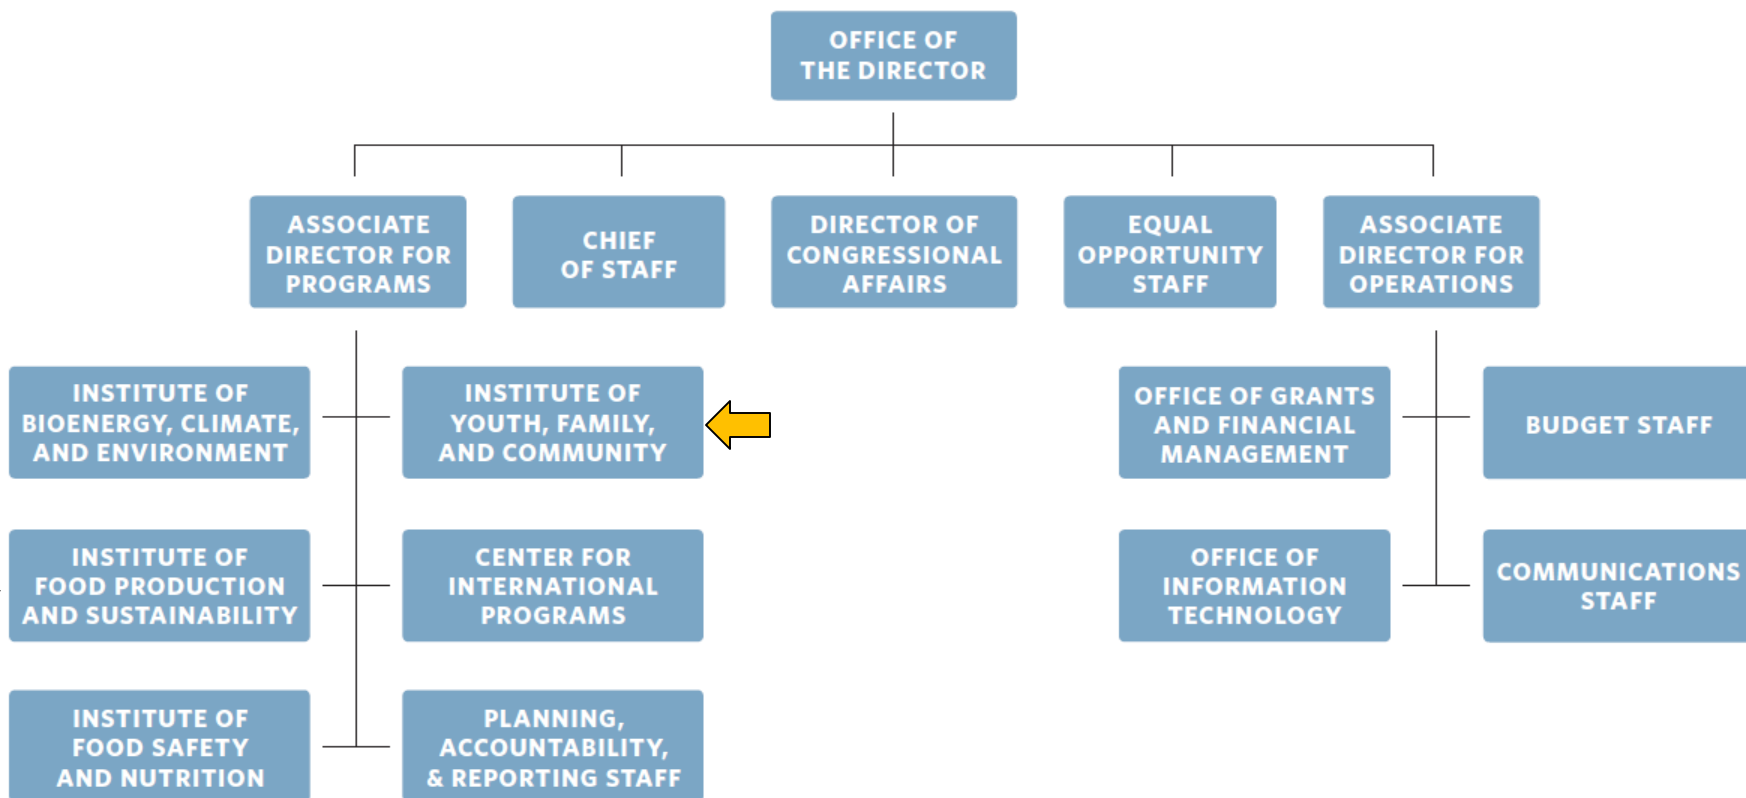 OFFICE OF
THE DIRECTOR
ASSOCIATE
DIRECTOR FOR
PROGRAMS
CHIEF
OF STAFF
DIRECTOR OF
CONGRESSIONAL
AFFAIRS
EQUAL
OPPORTUNITY
STAFF
ASSOCIATE
DIRECTOR FOR
OPERATIONS
INSTITUTE OF
BIOENERGY, CLIMATE,
AND ENVIRONMENT
INSTITUTE OF
YOUTH, FAMILY,
AND COMMUNITY
OFFICE OF GRANTS
AND FINANCIAL
MANAGEMENT
BUDGET STAFF
INSTITUTE OF
FOOD PRODUCTION
AND SUSTAINABILITY
CENTER FOR
INTERNATIONAL
PROGRAMS
OFFICE OF
INFORMATION
TECHNOLOGY
COMMUNICATIONS
STAFF
INSTITUTE OF
FOOD SAFETY
AND NUTRITION
PLANNING,
ACCOUNTABILITY,
& REPORTING STAFF